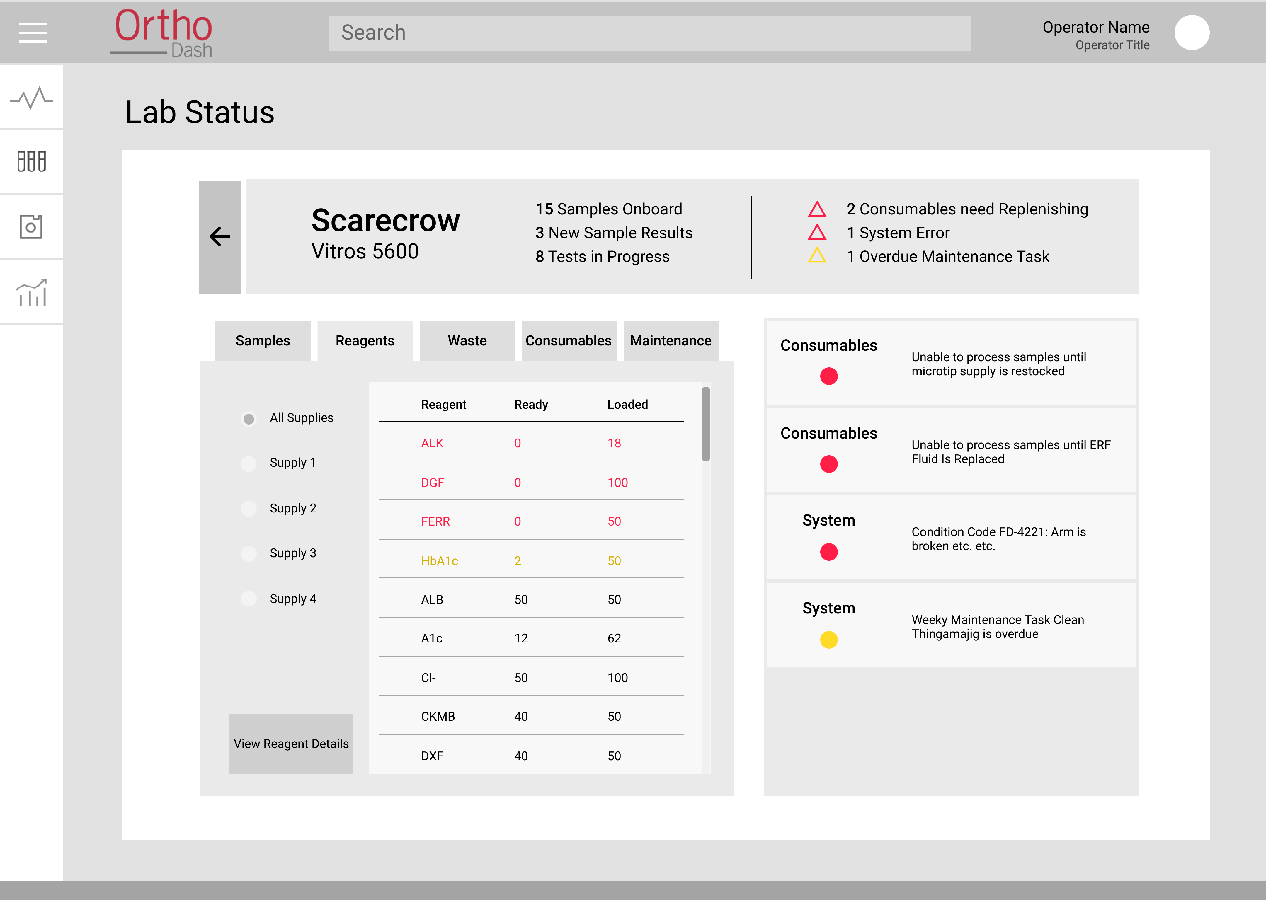 Ortho
Dash
Search
Operator Name
Operator Title
Lab Status
Scarecrow
Vitros 5600
15 Samples Onboard
3 New Sample Results
8 Tests in Progress
2 Consumables need Replenishing
1 System Error
1 Overdue Maintenance Task
Samples Reagents Waste Consumables Maintenance
All Supplies
Supply 1
Supply 2
Supply 3
Supply 4
View Reagent Details
Reagent Ready Loaded
ALK 0 18
DGF 0 100
FERR 0 50
HbA1c 2 50
ALB 50 50
A1c 12 62
Cl- 50 100
CKMB 40 50
DXF 40 50
Consumables
Unable to process samples until
microtip supply is restocked
Consumables
Unable to process samples until ERF
Fluid Is Replaced
System
Condition Code FD-4221: Arm is
broken etc. etc.
System
Weeky Maintenance Task Clean
Thingamajig is overdue